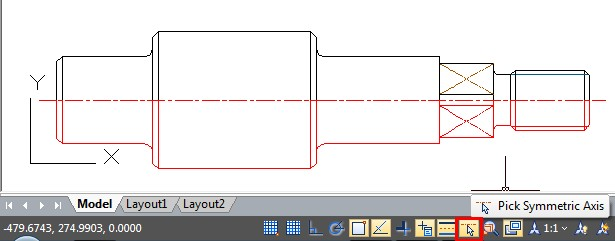 Y
X
Pick Symmetric Axis
Model Layout1 Layout2
-479.6743, 274.9903, 0.0000
1:1